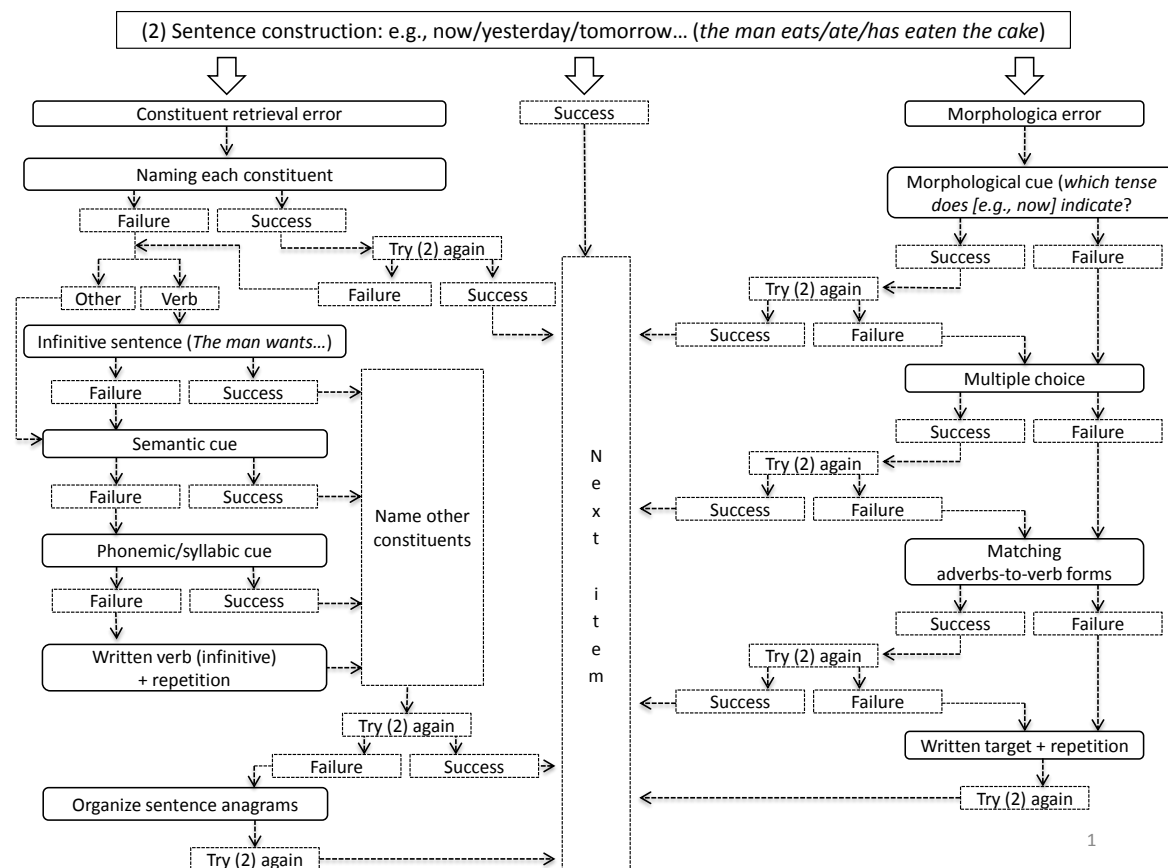 (2) Sentence construction: e.g., now/yesterday/tomorrow… (the man eats/ate/has eaten the cake)
Constituent retrieval error
Success
Morphologica error
Naming each constituent
Morphological cue (which tense
does [e.g., now] indicate?
Failure
Success
Try (2) again
Success
Failure
Other
Verb
Failure
Success
Try (2) again
Success
Failure
Infinitive sentence (The man wants…)
Failure
Success
Multiple choice
Semantic cue
Success
Failure
Try (2) again
Failure
Success
Success
Failure
Name other
constituents
Next item
Phonemic/syllabic cue
Matching
adverbs-to-verb forms
Failure
Success
Success
Failure
Written verb (infinitive)
+ repetition
Try (2) again
Success
Failure
Try (2) again
Written target + repetition
Failure
Success
Organize sentence anagrams
Try (2) again
Try (2) again
1